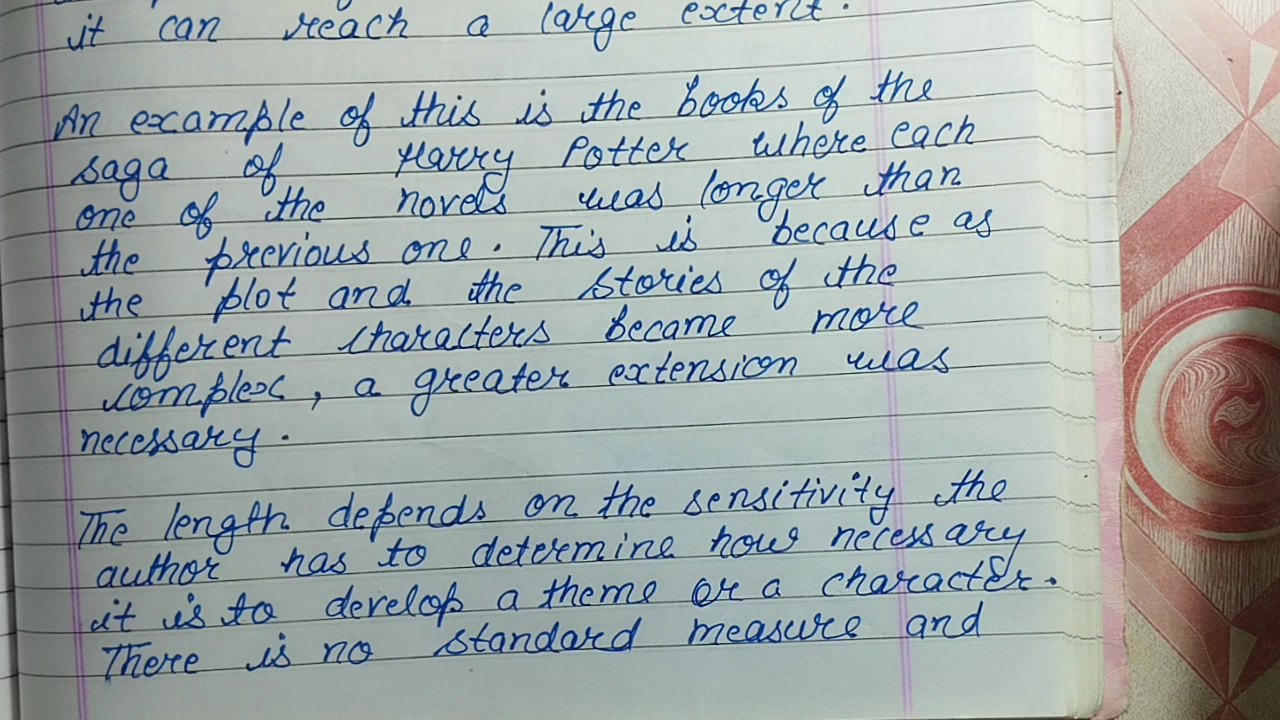 it can reach a large extent.
An example of this is the books of the
saga of Harry Potter where each
one of the novels was longer than
the previous one. This is because as
the plot and the stories of the
different characters became more
complex, a greater extension was
necessary.
The length depends on the sensitivity the
author has to determine how necessary
it is to develop a theme or a character.
There is no standard measure and